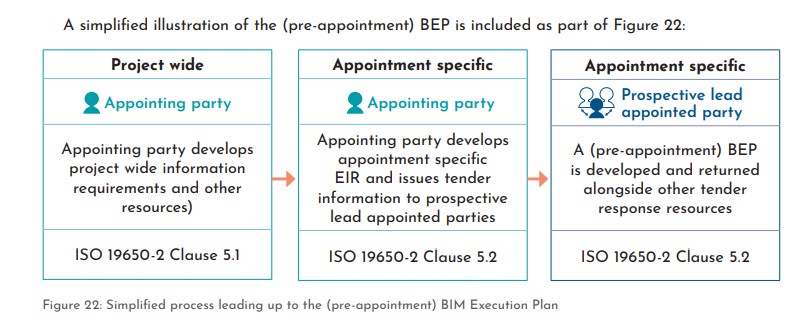 A simplified illustration of the (pre-appointment) BEP is included as part of Figure 22:
Project wide
Appointing party
Appointing party develops
project wide information
requirements and other
resources)
ISO 19650-2 Clause 5.1
Appointment specific
Appointing party
Appointing party develops
appointment specific
EIR and issues tender
information to prospective
lead appointed parties
ISO 19650-2 Clause 5.2
Appointment specific
Prospective lead
appointed party
A (pre-appointment) BEP
is developed and returned
alongside other tender
response resources
ISO 19650-2 Clause 5.2
Figure 22: Simplified process leading up to the (pre-appointment) BIM Execution Plan